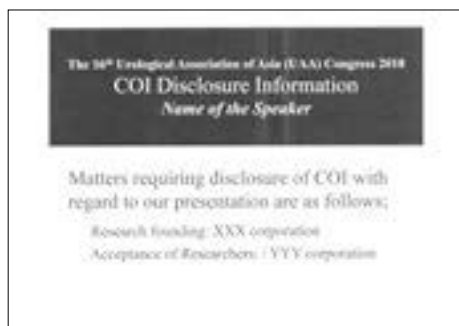 The 16th Urological Association of Asia (UAA) Congress 2018
COI Disclosure Information
Name of the Speaker
Matters requiring disclosure of COI with
regard to our presentation are as follows;
Research founding: XXX corporation
Acceptance of Researchers: / YYY corporation